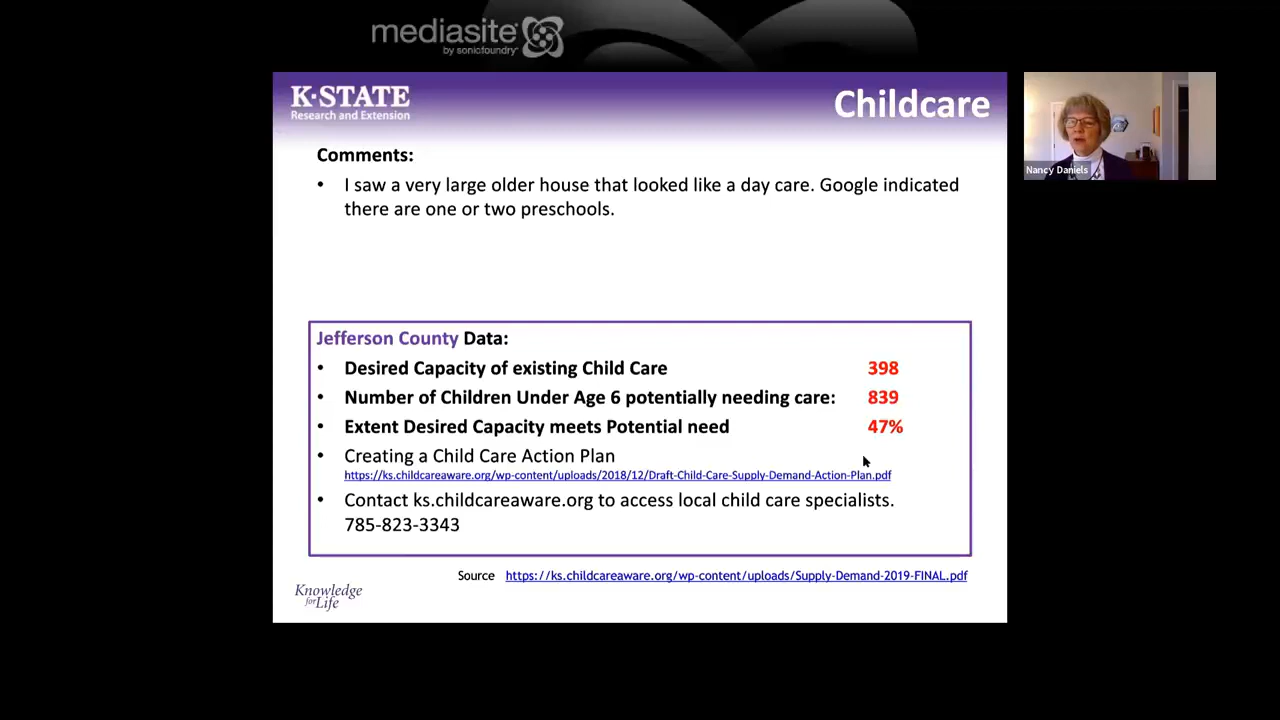 mediasite
by sonicfoundry
K-STATE
Research and Extension
Childcare
Nancy Daniels
Comments:
• I saw a very large older house that looked like a day care. Google indicated
there are one or two preschools.
Jefferson County Data:
• Desired Capacity of existing Child Care 398
• Number of Children Under Age 6 potentially needing care: 839
• Extent Desired Capacity meets Potential need 47%
• Creating a Child Care Action Plan
https://ks.childcareaware.org/wp-content/uploads/2018/12/Draft-Child-Care-Supply-Demand-Action-Plan.pdf
• Contact ks.childcareaware.org to access local child care specialists.
785-823-3343
Source https://ks.childcareaware.org/wp-content/uploads/Supply-Demand-2019-FINAL.pdf
Knowledge
for Life